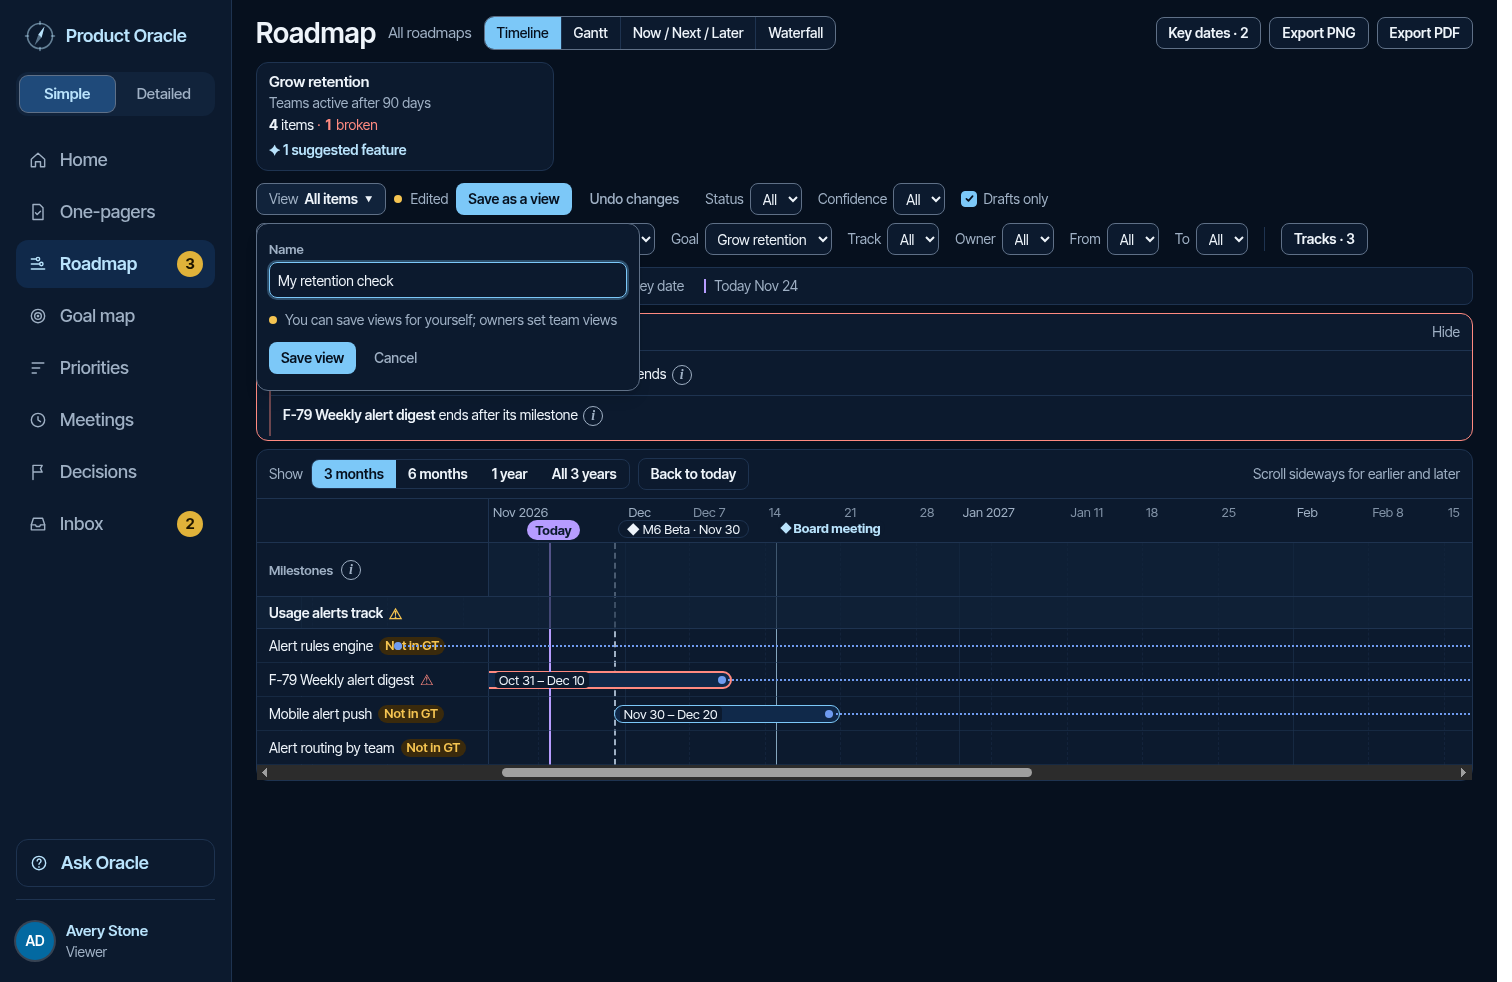 Product Oracle
Simple
Detailed
Home
One-pagers
Roadmap
3
Goal map
Priorities
Meetings
Decisions
Inbox
2
Ask Oracle
AD
Avery Stone
Viewer
Roadmap All roadmaps Timeline Gantt Now / Next / Later Waterfall
Key dates · 2 Export PNG Export PDF
Grow retention
Teams active after 90 days
4 items · 1 broken
✦ 1 suggested feature
View All items ▼ Edited Save as a view Undo changes Status All Confidence All Drafts only
Goal Grow retention Track All Owner All From All To All Tracks · 3
Name
My retention check
You can save views for yourself; owners set team views
Save view Cancel
ey date Today Nov 24
Hide
ends i
F-79 Weekly alert digest ends after its milestone i
Show 3 months 6 months 1 year All 3 years Back to today Scroll sideways for earlier and later
Nov 2026 Dec Dec 7 14 21 28 Jan 2027 Jan 11 18 25 Feb Feb 8 15
Today ◆ M6 Beta · Nov 30 ◆ Board meeting
Milestones i
Usage alerts track ⚠
Alert rules engine Not in GT
F-79 Weekly alert digest ⚠ Oct 31 – Dec 10
Mobile alert push Not in GT Nov 30 – Dec 20
Alert routing by team Not in GT